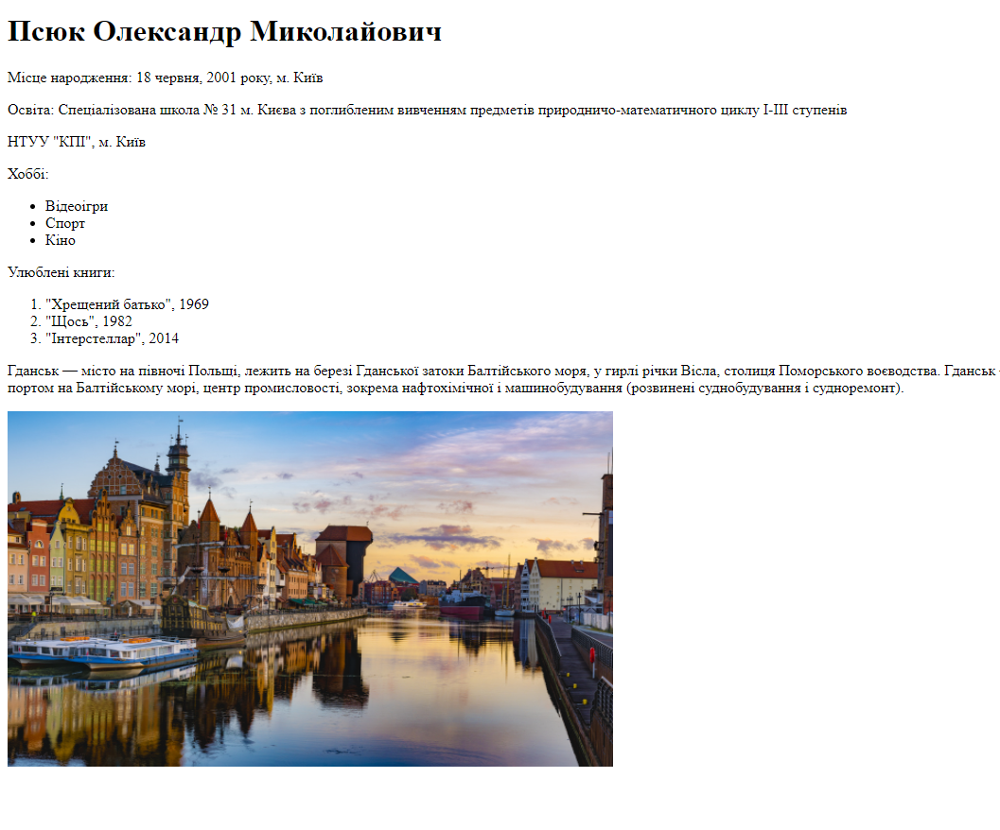 Псюк Олександр Миколайович
Місце народження: 18 червня, 2001 року, м. Київ
Освіта: Спеціалізована школа № 31 м. Києва з поглибленим вивченням предметів природничо-математичного циклу І-ІІІ ступенів
НТУУ "КПІ", м. Київ
Хоббі:
• Відеоігри
• Спорт
• Кіно
Улюблені книги:
1. "Хрещений батько", 1969
2. "Щось", 1982
3. "Інтерстеллар", 2014
Гданськ — місто на півночі Польщі, лежить на березі Гданської затоки Балтійського моря, у гирлі річки Вісла, столиця Поморського воєводства. Гданськ
портом на Балтійському морі, центр промисловості, зокрема нафтохімічної і машинобудування (розвинені суднобудування і судноремонт).